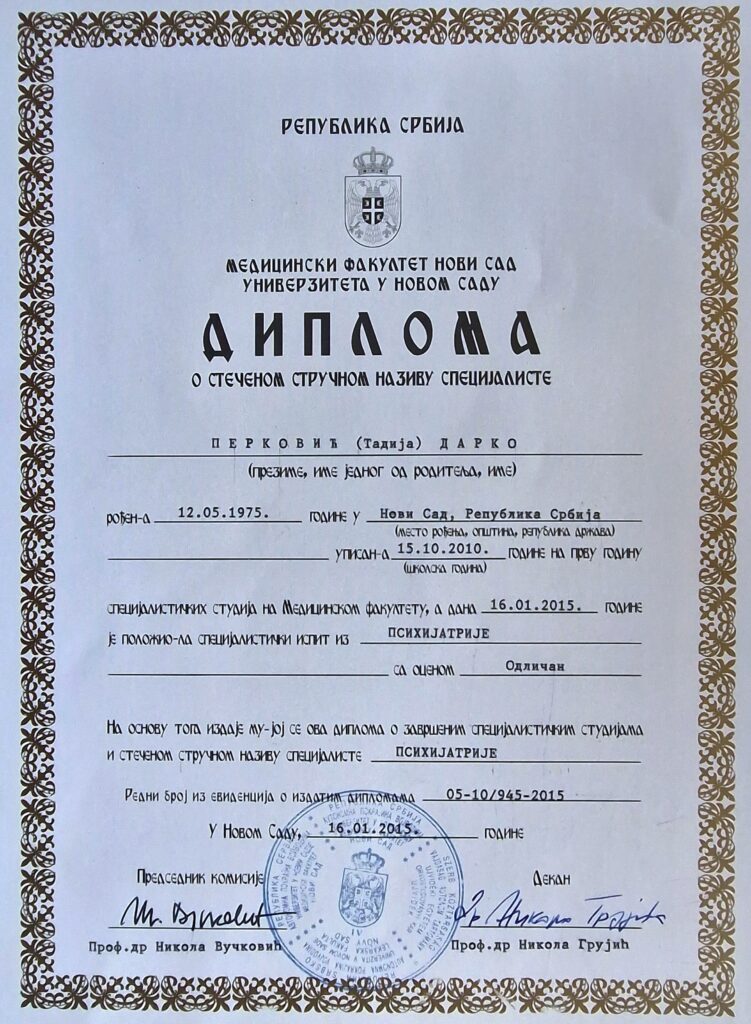 РЕПУБЛИКА СРБИЈА
МЕДИЦИНСКИ ФАКУЛТЕТ НОВИ САД
УНИВЕРЗИТЕТА У НОВОМ САДУ
ДИПЛОМА
О СТЕЧЕНОМ СТРУЧНОМ НАЗИВУ СПЕЦИЈАЛИСТЕ
ПЕРКОВИЋ (Тадија) ДАРКО
(презиме, име једног од родитеља, име)
рођен-а 12.05.1975. године у Нови Сад, Република Србија
(место рођења, општина, република држава)
уписан-а 15.10.2010. године на прву годину
(школска година)
специјалистичких студија на Медицинском факултету, а дана 16.01.2015. године
је положио-ла специјалистички испит из ПСИХИЈАТРИЈЕ
са оценом Одличан
На основу тога издаје му-јој се ова диплома о завршеним специјалистичким студијама
и стеченом стручном називу специјалисте ПСИХИЈАТРИЈЕ
Редни број из евиденција о издатим дипломама 05-10/945-2015
У Новом Саду, 16.01.2015. године
Председник комисије Декан
Проф.др Никола Вучковић Проф.др Никола Грујић